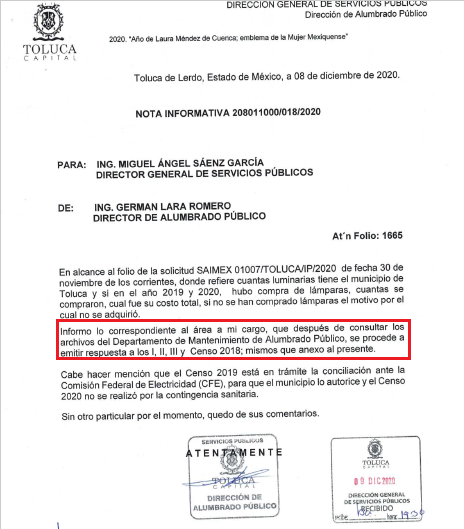 DIRECCIÓN GENERAL DE SERVICIOS PÚBLICOS
Dirección de Alumbrado Público
TOLUCA
CAPITAL
2020. "Año de Laura Méndez de Cuenca; emblema de la Mujer Mexiquense"
Toluca de Lerdo, Estado de México, a 08 de diciembre de 2020.
NOTA INFORMATIVA 208011000/018/2020
PARA: ING. MIGUEL ÁNGEL SÁENZ GARCÍA
DIRECTOR GENERAL DE SERVICIOS PÚBLICOS
DE: ING. GERMAN LARA ROMERO
DIRECTOR DE ALUMBRADO PÚBLICO
At´n Folio: 1665
En alcance al folio de la solicitud SAIMEX 01007/TOLUCA/IP/2020 de fecha 30 de
noviembre de los corrientes, donde refiere cuantas luminarias tiene el municipio de
Toluca y si en el año 2019 y 2020, hubo compra de lámparas, cuantas se
compraron, cual fue su costo total, si no se han comprado lámparas el motivo por el
cual no se adquirió.
Informo lo correspondiente al área a mi cargo, que después de consultar los
archivos del Departamento de Mantenimiento de Alumbrado Público, se procede a
emitir respuesta a los I, II, III y Censo 2018; mismos que anexo al presente.
Cabe hacer mención que el Censo 2019 está en trámite la conciliación ante la
Comisión Federal de Electricidad (CFE), para que el municipio lo autorice y el Censo
2020 no se realizó por la contingencia sanitaria.
Sin otro particular por el momento, quedo de sus comentarios.
SERVICIOS PÚBLICOS
ATENTAMENTE
TOLUCA
CAPITAL
DIRECCIÓN DE
ALUMBRADO PÚBLICO
TOLUCA
CAPITAL
09 DIC 2020
DIRECCIÓN GENERAL
DE SERVICIOS PÚBLICOS
RECIBIDO
recibe
hora 1930